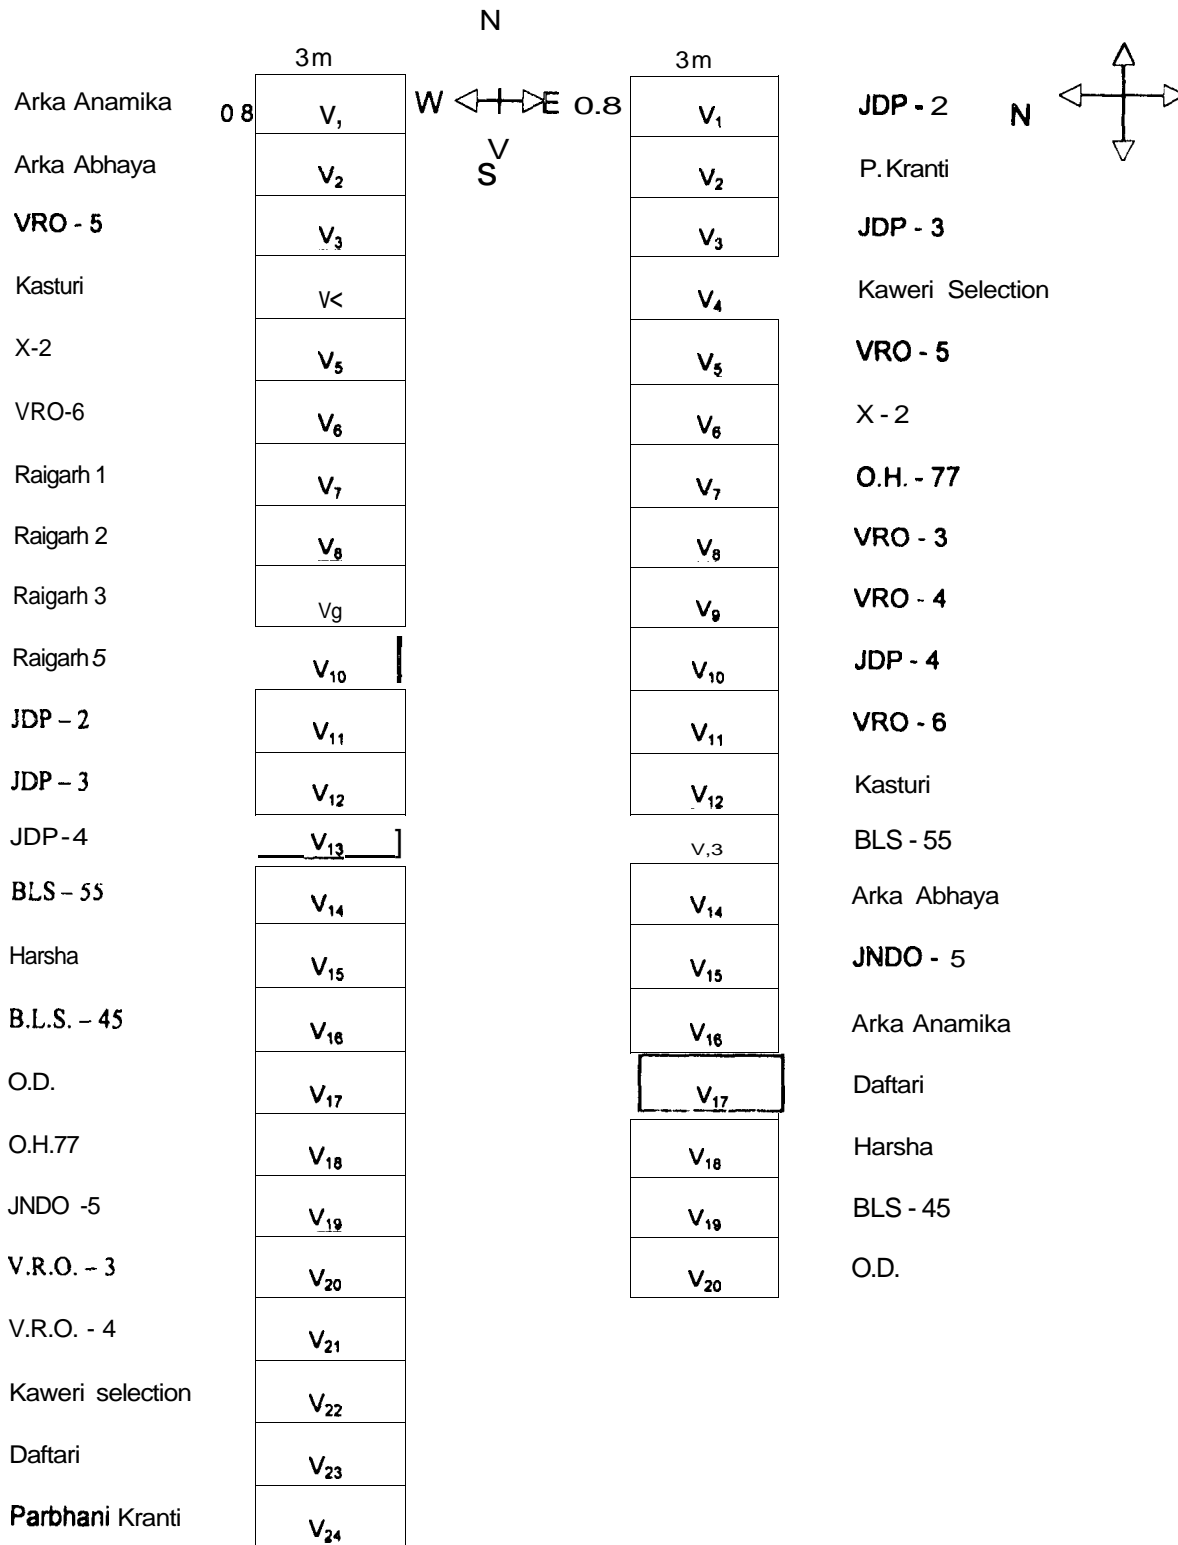 N
3m 3m
Arka Anamika 0 8 V, W E 0.8 V1 JDP - 2 N
V
S
Arka Abhaya V2 V2 P. Kranti
VRO - 5 V3 V3 JDP - 3
Kasturi V< V4 Kaweri Selection
X-2 V5 V5 VRO - 5
VRO-6 V6 V6 X - 2
Raigarh 1 V7 V7 O.H. - 77
Raigarh 2 V8 V8 VRO - 3
Raigarh 3 Vg V9 VRO - 4
Raigarh 5 V10 V10 JDP - 4
JDP – 2 V11 V11 VRO - 6
JDP – 3 V12 V12 Kasturi
JDP-4 V13 ] V,3 BLS - 55
BLS – 55 V14 V14 Arka Abhaya
Harsha V15 V15 JNDO - 5
B.L.S. – 45 V16 V16 Arka Anamika
O.D. V17 V17 Daftari
O.H.77 V18 V18 Harsha
JNDO -5 V19 V19 BLS - 45
V.R.O. – 3 V20 V20 O.D.
V.R.O. - 4 V21
Kaweri selection V22
Daftari V23
Parbhani Kranti V24